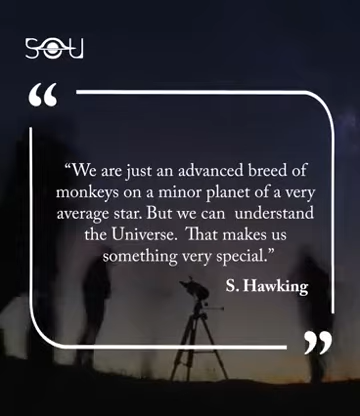 SOU
“We are just an advanced breed of
monkeys on a minor planet of a very
average star. But we can understand
the Universe. That makes us
something very special.”
S. Hawking